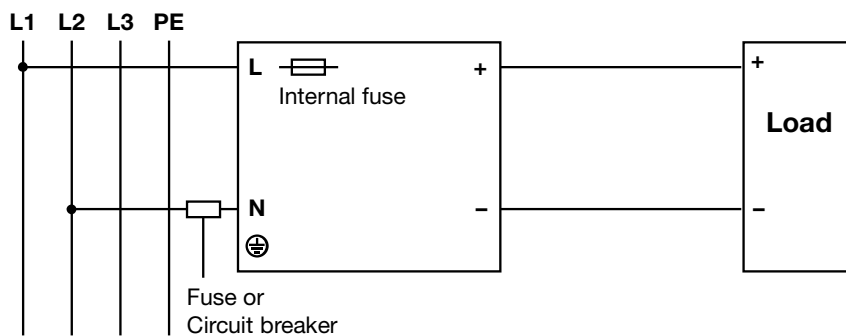 L1 L2 L3 PE
L + +
Internal fuse
Load
N − −
Fuse or
Circuit breaker